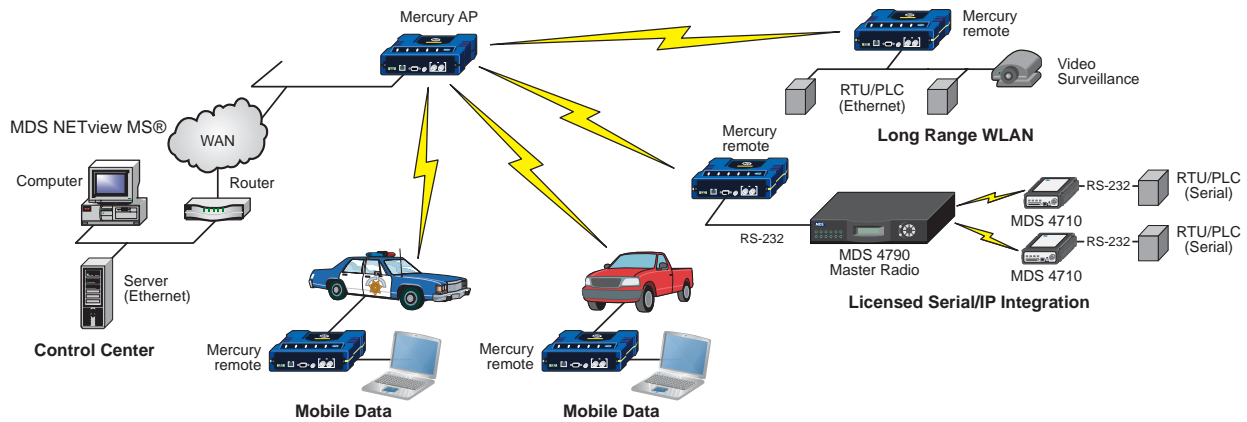 Mercury AP
Mercury
remote
Video
Surveillance
RTU/PLC
(Ethernet)
Long Range WLAN
MDS NETview MS®
WAN
Computer
Router
Server
(Ethernet)
Control Center
Mercury
remote
RS-232
MDS
MDS 4790
Master Radio
MDS 4710
RS-232
RTU/PLC
(Serial)
MDS 4710
RS-232
RTU/PLC
(Serial)
Licensed Serial/IP Integration
Mercury
remote
Mobile Data
Mercury
remote
Mobile Data